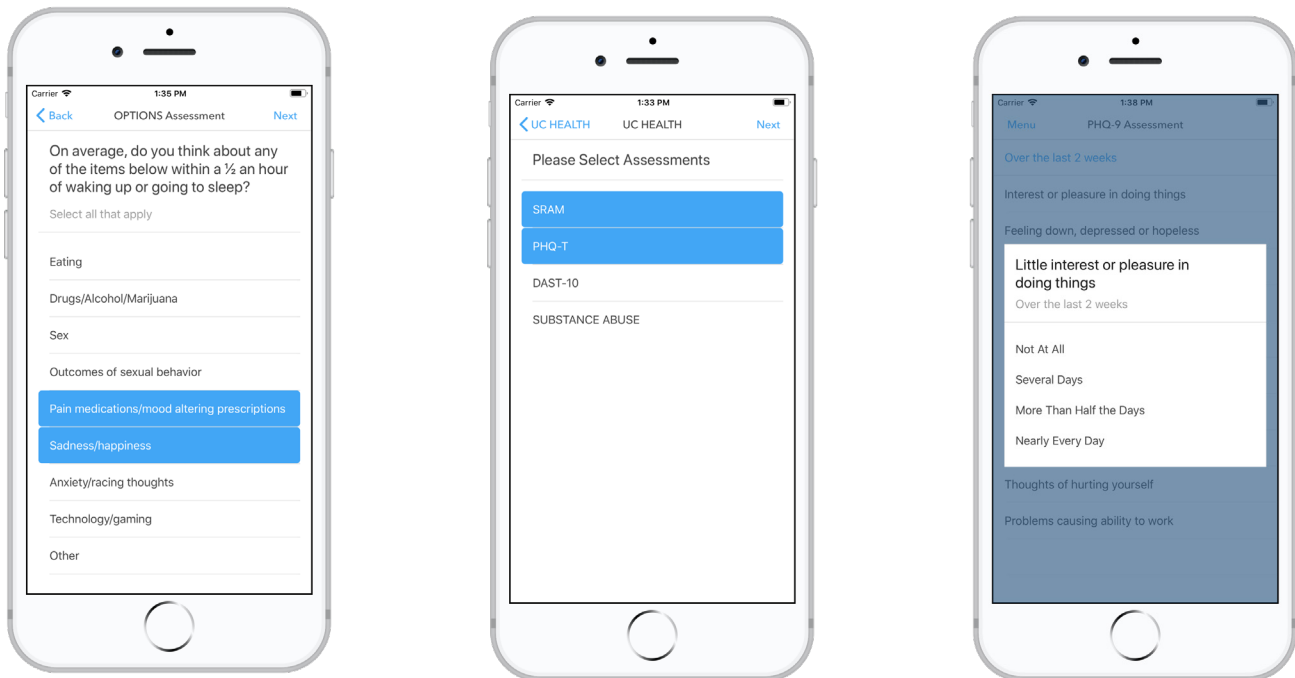 Carrier 1:35 PM
Back OPTIONS Assessment Next
On average, do you think about any
of the items below within a ½ an hour
of waking up or going to sleep?
Select all that apply
Eating
Drugs/Alcohol/Marijuana
Sex
Outcomes of sexual behavior
Pain medications/mood altering prescriptions
Sadness/happiness
Anxiety/racing thoughts
Technology/gaming
Other
Carrier 1:33 PM
UC HEALTH UC HEALTH Next
Please Select Assessments
SRAM
PHQ-T
DAST-10
SUBSTANCE ABUSE
Carrier 1:38 PM
Menu PHQ-9 Assessment
Over the last 2 weeks
Interest or pleasure in doing things
Feeling down, depressed or hopeless
Little interest or pleasure in
doing things
Over the last 2 weeks
Not At All
Several Days
More Than Half the Days
Nearly Every Day
Thoughts of hurting yourself
Problems causing ability to work